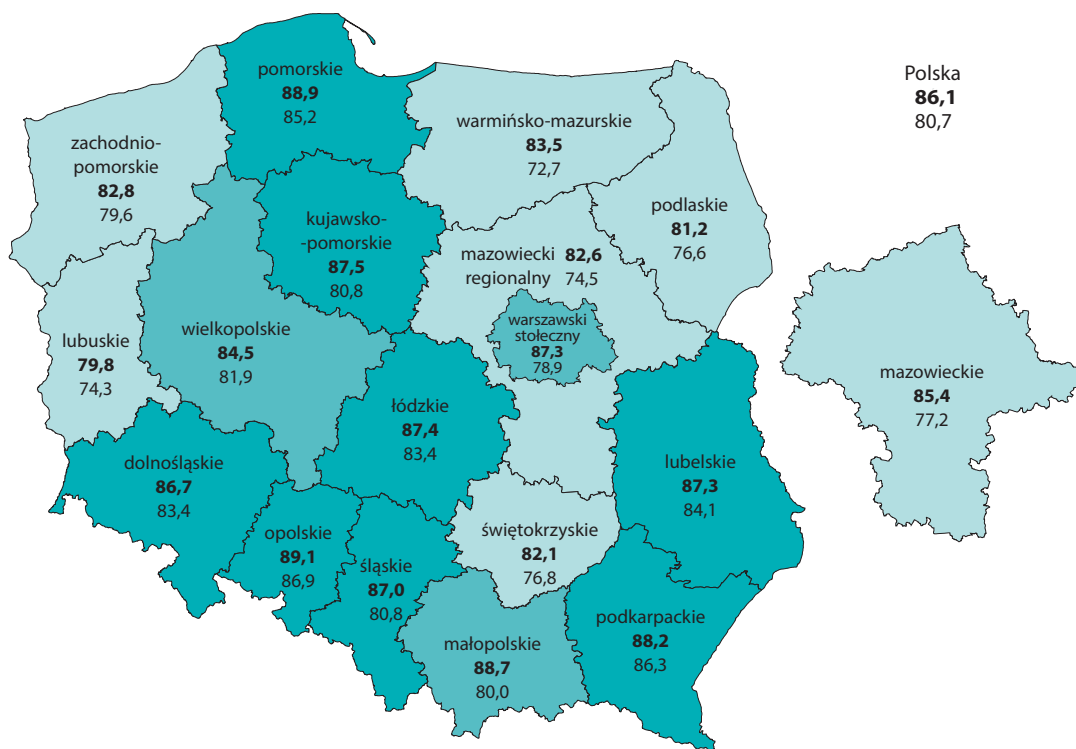 pomorskie
88,9
85,2
Polska
86,1
80,7
warmińsko-mazurskie
83,5
72,7
zachodnio-
pomorskie
82,8
79,6
podlaskie
81,2
76,6
kujawsko-
-pomorskie
87,5
80,8
mazowiecki 82,6
regionalny 74,5
warszawski
stołeczny
87,3
78,9
wielkopolskie
84,5
81,9
lubuskie
79,8
74,3
mazowieckie
85,4
77,2
łódzkie
87,4
83,4
dolnośląskie
86,7
83,4
lubelskie
87,3
84,1
opolskie
89,1
86,9
śląskie
87,0
80,8
świętokrzyskie
82,1
76,8
podkarpackie
88,2
86,3
małopolskie
88,7
80,0